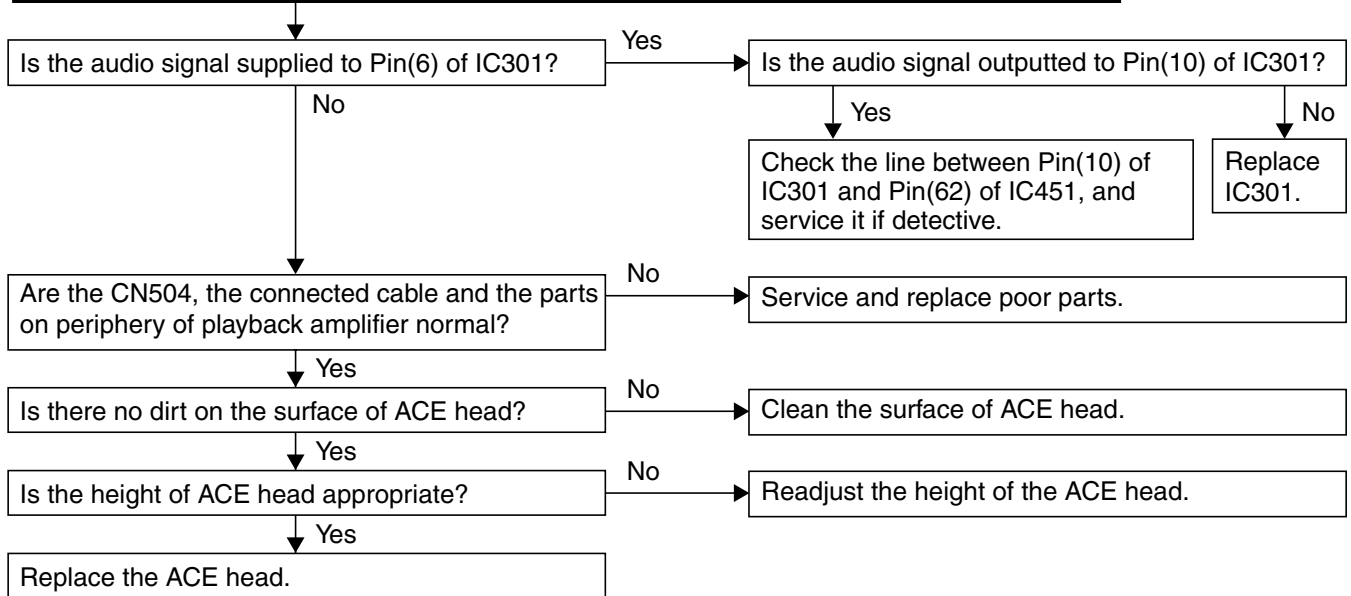 Is the audio signal supplied to Pin(6) of IC301?
Yes
Is the audio signal outputted to Pin(10) of IC301?
No
Yes
No
Check the line between Pin(10) of
IC301 and Pin(62) of IC451, and
service it if detective.
Replace
IC301.
Are the CN504, the connected cable and the parts
on periphery of playback amplifier normal?
No
Service and replace poor parts.
Yes
Is there no dirt on the surface of ACE head?
No
Clean the surface of ACE head.
Yes
Is the height of ACE head appropriate?
No
Readjust the height of the ACE head.
Yes
Replace the ACE head.